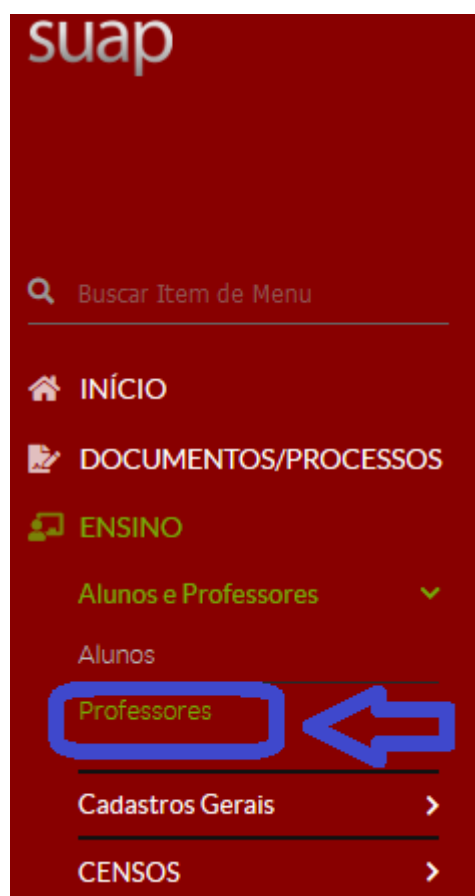 suap
Buscar Item de Menu
INÍCIO
DOCUMENTOS/PROCESSOS
ENSINO
Alunos e Professores
Alunos
Professores
Cadastros Gerais
CENSOS